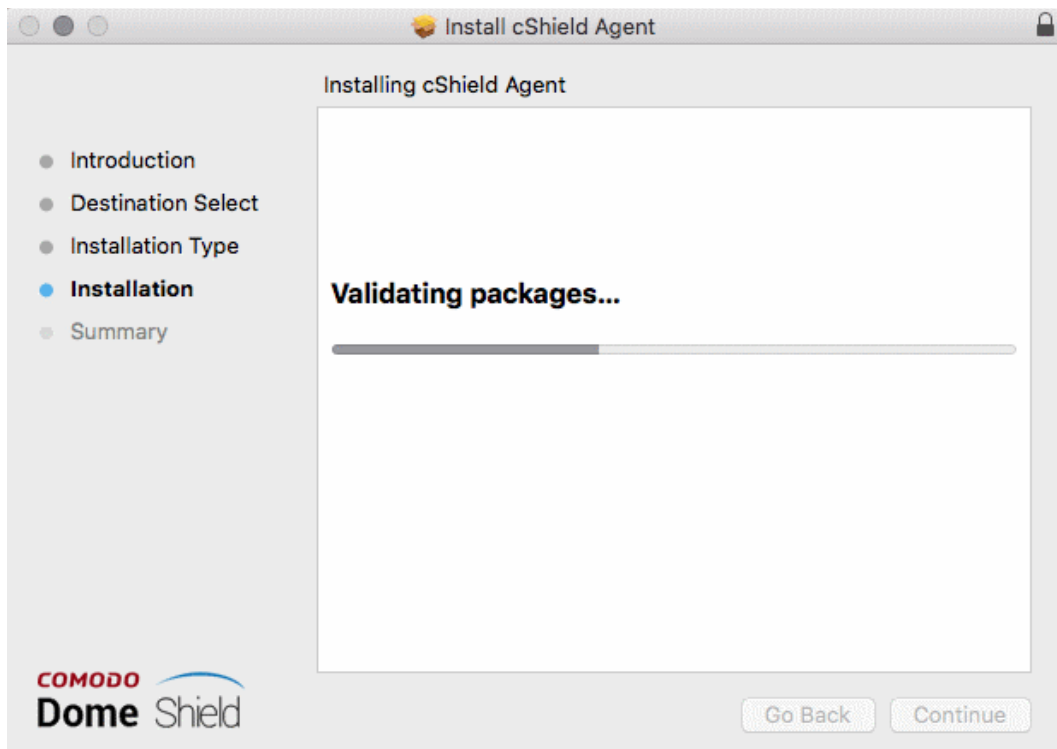 Install cShield Agent
Installing cShield Agent
Introduction
Destination Select
Installation Type
Installation
Summary
Validating packages...
COMODO
Dome Shield
Go Back
Continue